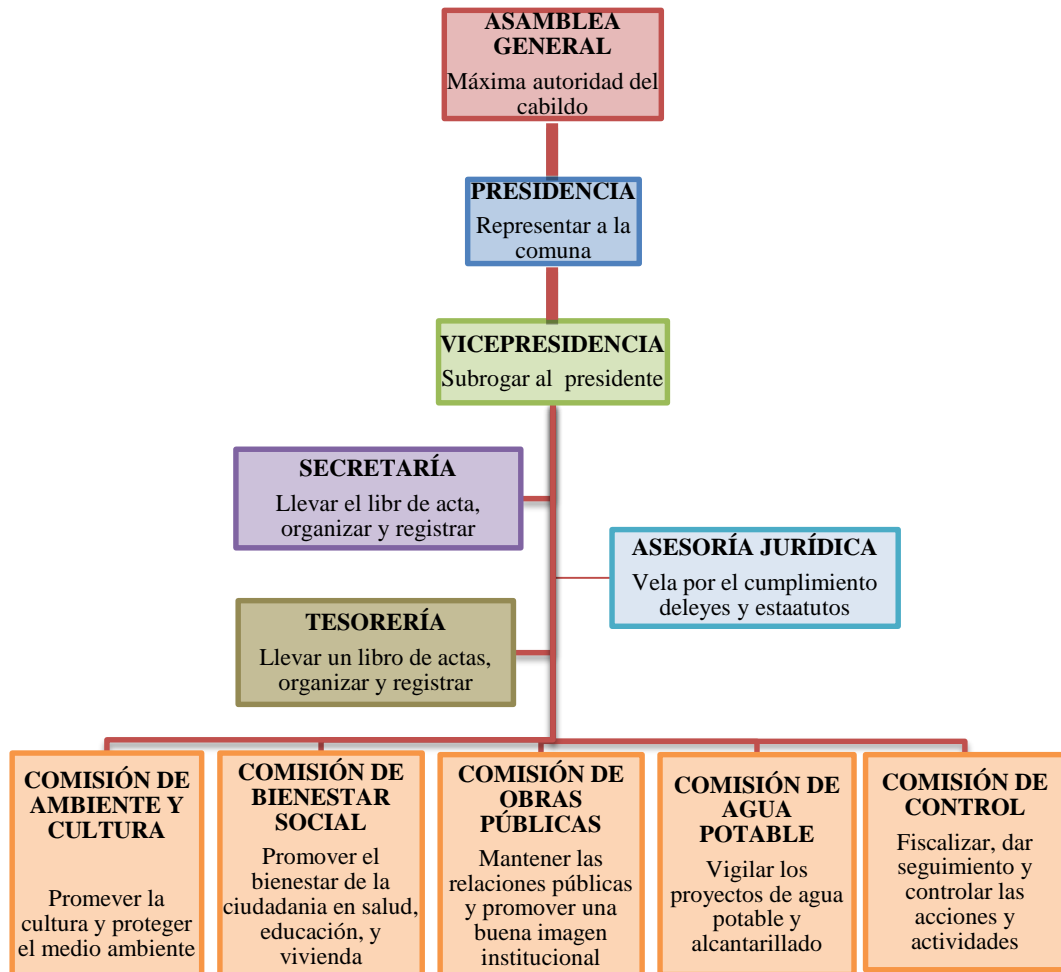 ASAMBLEA
GENERAL
Máxima autoridad del
cabildo
PRESIDENCIA
Representar a la
comuna
VICEPRESIDENCIA
Subrogar al presidente
SECRETARÍA
Llevar el libr de acta,
organizar y registrar
ASESORÍA JURÍDICA
Vela por el cumplimiento
deleyes y estaatutos
TESORERÍA
Llevar un libro de actas,
organizar y registrar
COMISIÓN DE
AMBIENTE Y
CULTURA
Promever la
cultura y proteger
el medio ambiente
COMISIÓN DE
BIENESTAR
SOCIAL
Promover el
bienestar de la
ciudadania en salud,
educación, y
vivienda
COMISIÓN DE
OBRAS
PÚBLICAS
Mantener las
relaciones públicas
y promover una
buena imagen
institucional
COMISIÓN DE
AGUA
POTABLE
Vigilar los
proyectos de agua
potable y
alcantarillado
COMISIÓN DE
CONTROL
Fiscalizar, dar
seguimiento y
controlar las
acciones y
actividades